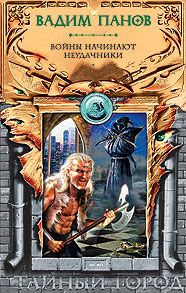 ВАДИМ ПАНОВ
ВОЙНЫ НАЧИНАЮТ
НЕУДАЧНИКИ
ТАЙНЫЙ ГОРОД